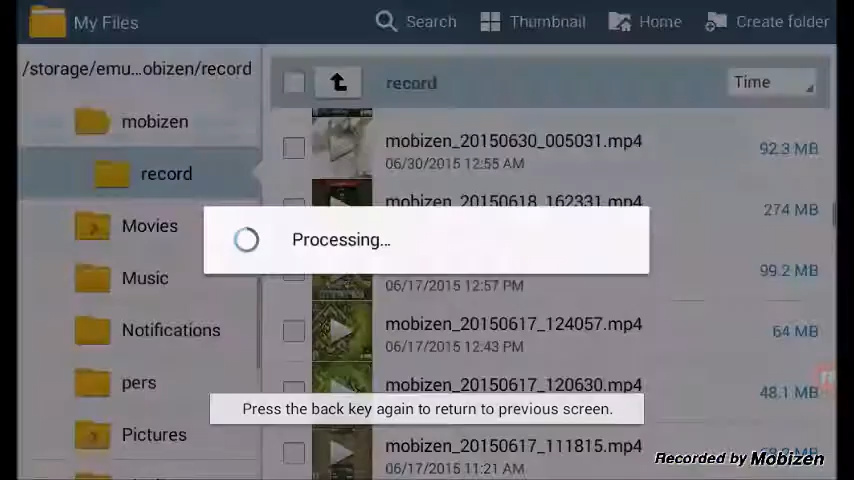 My Files
Search
Thumbnail
Home
Create folder
/storage/emu...obizen/record
record
Time
mobizen
mobizen_20150630_005031.mp4
06/30/2015 12:55 AM
92.3 MB
record
mobizen_20150618_162331.mp4
274 MB
Movies
Processing...
99.2 MB
06/17/2015 12:57 PM
Music
mobizen_20150617_124057.mp4
06/17/2015 12:43 PM
64 MB
Notifications
mobizen_20150617_120630.mp4
48.1 MB
pers
Press the back key again to return to previous screen.
Pictures
mobizen_20150617_111815.mp4
06/17/2015 11:21 AM
Recorded by Mobizen